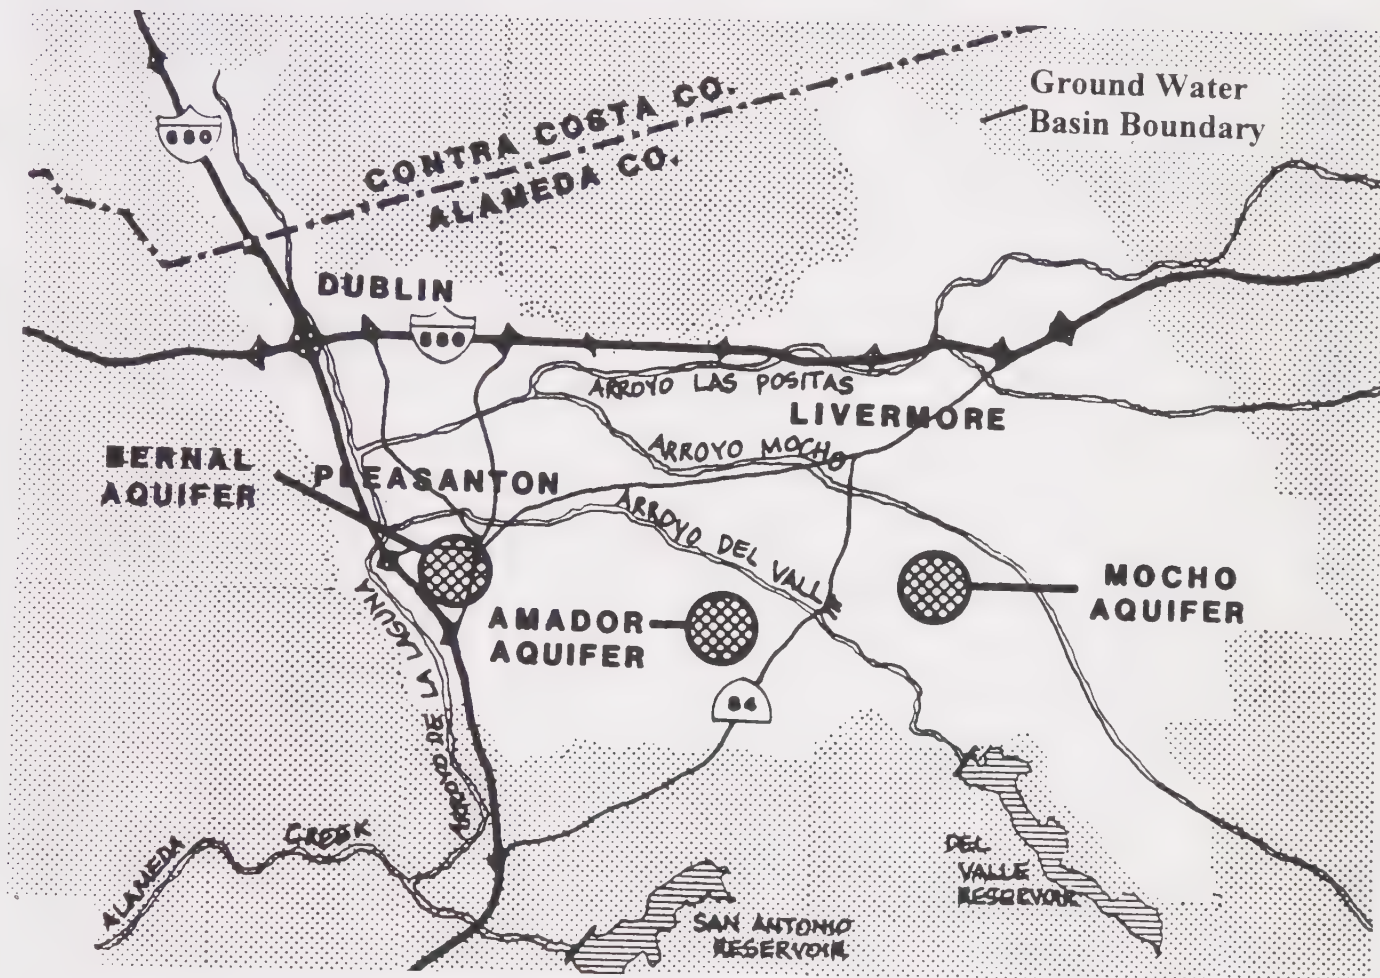 Ground Water
Basin Boundary
680
CONTRA COSTA CO.
ALAMEDA CO.
DUBLIN
580
ARROYO LAS POSITAS
LIVERMORE
ARROYO MOCHO
BERNAL
AQUIFER
PLEASANTON
ARROYO DEL VALLE
MOCHO
AQUIFER
AMADOR
AQUIFER
ARROYO DE LA LAGUNA
84
ALAMEDA CREEK
DEL
VALLE
RESERVOIR
SAN ANTONIO
RESERVOIR